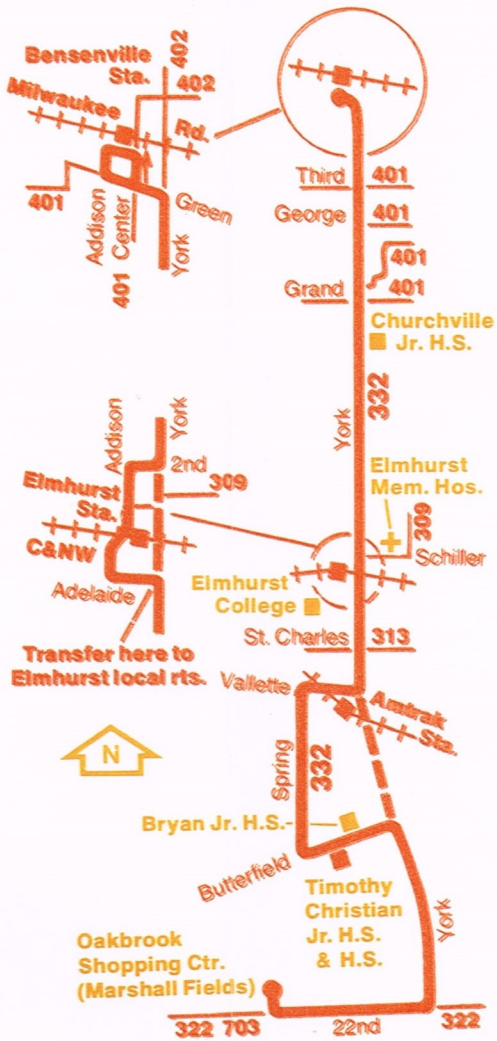 Bensenville
Sta.
402
402
Milwaukee
Rd.
401
Addison
Center
401
Green
York
Third
401
George
401
401
Grand
401
Churchville
Jr. H.S.
332
York
Elmhurst
Mem. Hos.
309
Schiller
Addison
York
2nd
309
Elmhurst
Sta.
C&NW
Adelaide
Transfer here to
Elmhurst local rts.
Elmhurst
College
St. Charles
313
Vallette
Amtrak
Sta.
N
Spring
332
Bryan Jr. H.S.-
Butterfield
Timothy
Christian
Jr. H.S.
& H.S.
York
Oakbrook
Shopping Ctr.
(Marshall Fields)
322 703
22nd
322